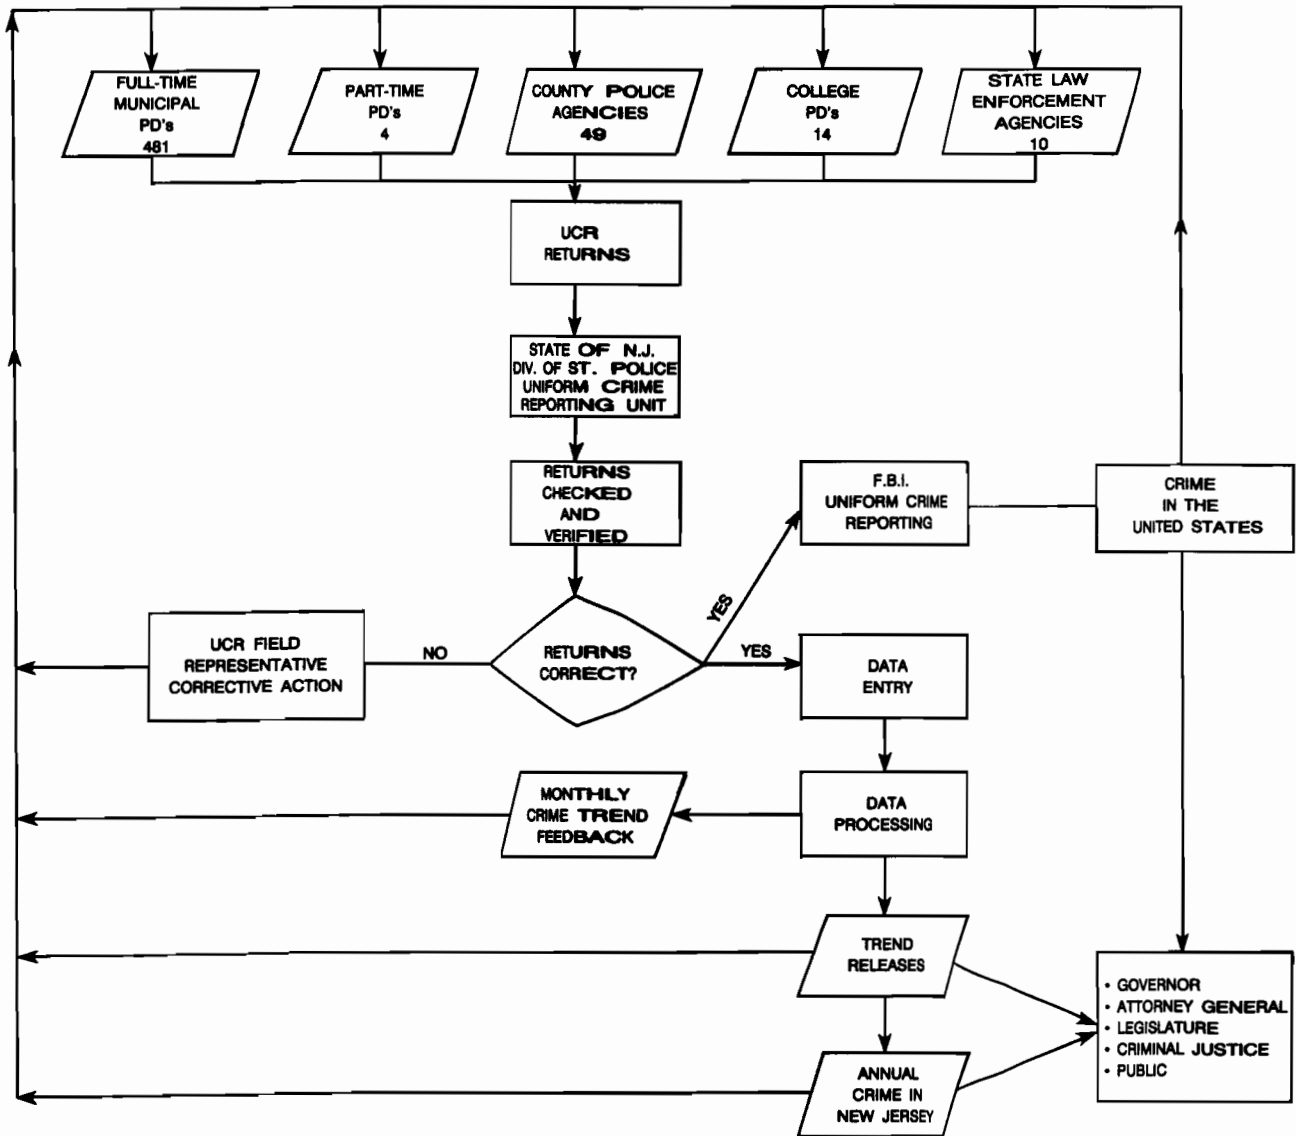 FULL-TIME
MUNICIPAL
PD's
481
PART-TIME
PD's
4
COUNTY POLICE
AGENCIES
49
COLLEGE
PD's
14
STATE LAW
ENFORCEMENT
AGENCIES
10
UCR
RETURNS
STATE OF N.J.
DIV. OF ST. POLICE
UNIFORM CRIME
REPORTING UNIT
RETURNS
CHECKED
AND
VERIFIED
F.B.I.
UNIFORM CRIME
REPORTING
CRIME
IN THE
UNITED STATES
YES
UCR FIELD
REPRESENTATIVE
CORRECTIVE ACTION
NO
RETURNS
CORRECT?
YES
DATA
ENTRY
MONTHLY
CRIME TREND
FEEDBACK
DATA
PROCESSING
TREND
RELEASES
• GOVERNOR
• ATTORNEY GENERAL
• LEGISLATURE
• CRIMINAL JUSTICE
• PUBLIC
ANNUAL
CRIME IN
NEW JERSEY